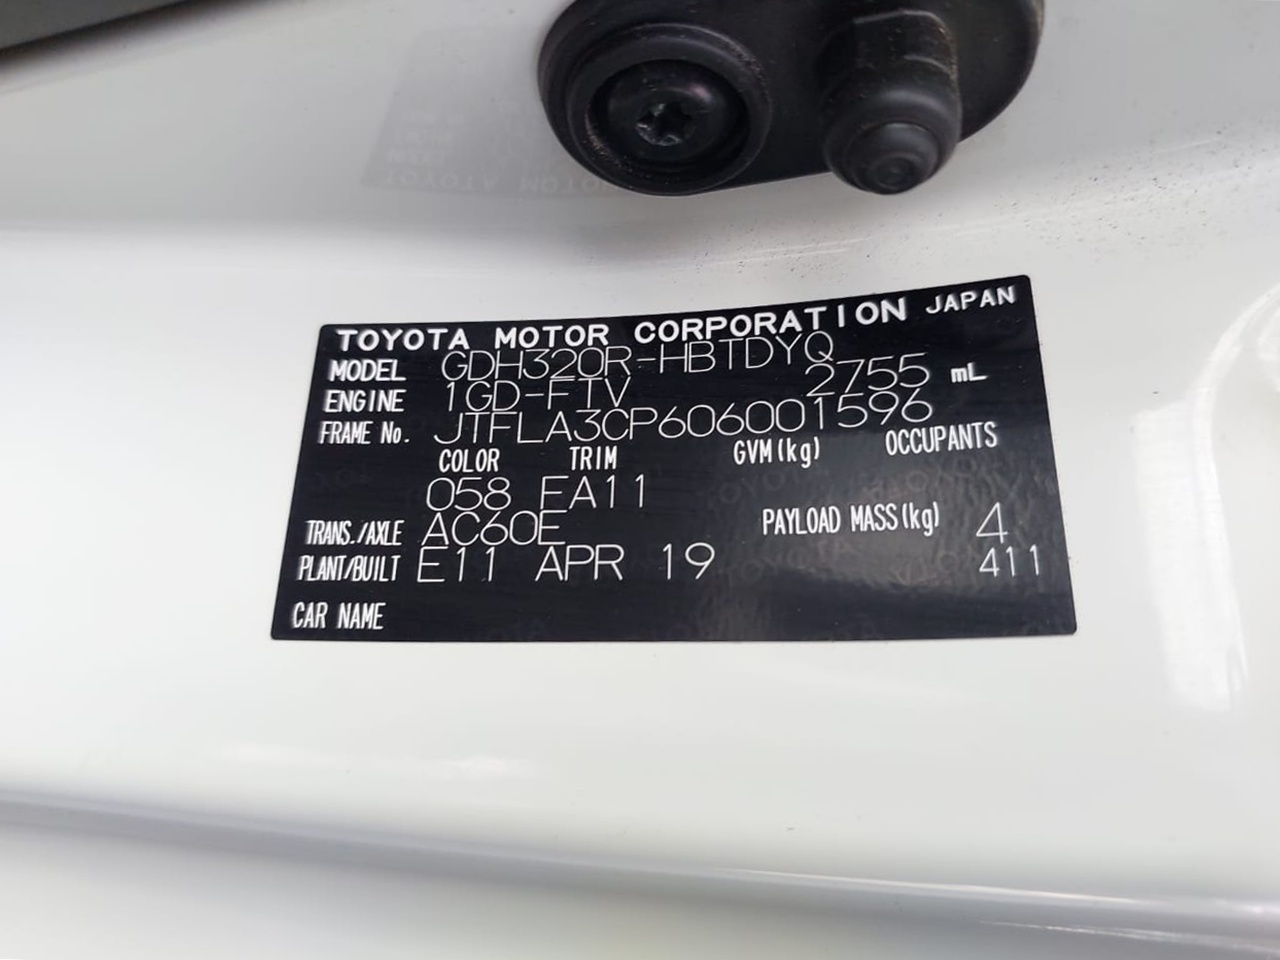 TOYOTA MOTOR CORPORATION JAPAN
MODEL GDH320R-HBTDYQ
ENGINE 1GD-FTV 2755 mL
FRAME No. JTFLA3CP606001596
COLOR TRIM GVM(kg) OCCUPANTS
058 EA11
TRANS./AXLE AC60E PAYLOAD MASS(kg) 4
PLANT/BUILT E11 APR 19 411
CAR NAME